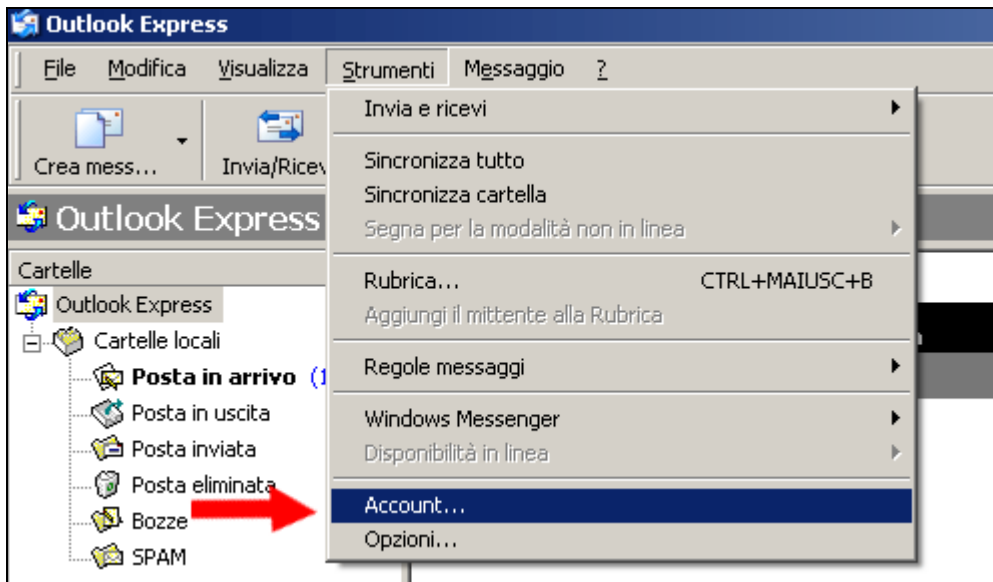 Outlook Express
File Modifica Visualizza Strumenti Messaggio ?
Crea mess... Invia/Ricev
Outlook Express
Cartelle
Outlook Express
Cartelle locali
Posta in arrivo (1
Posta in uscita
Posta inviata
Posta eliminata
Bozze
SPAM
Invia e ricevi
Sincronizza tutto
Sincronizza cartella
Segna per la modalità non in linea
Rubrica... CTRL+MAIUSC+B
Aggiungi il mittente alla Rubrica
Regole messaggi
Windows Messenger
Disponibilità in linea
Account...
Opzioni...